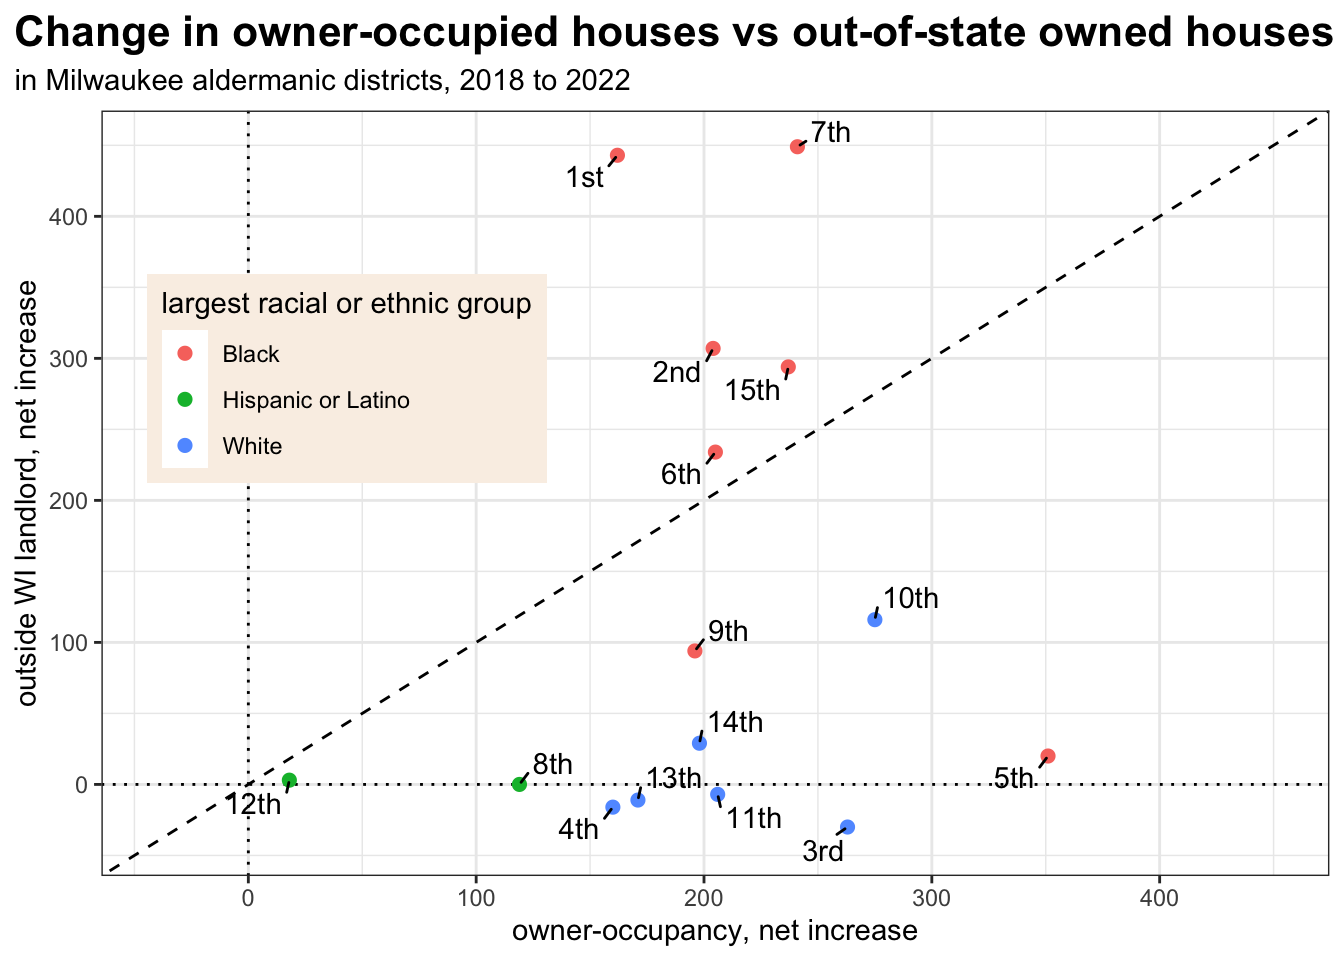 Change in owner-occupied houses vs out-of-state owned houses
in Milwaukee aldermanic districts, 2018 to 2022
7th
1st
400
largest racial or ethnic group
Black
Hispanic or Latino
White
300
2nd
15th
6th
200
10th
9th
100
14th
8th
13th
5th
0
12th
4th
11th
3rd
outside WI landlord, net increase
0 100 200 300 400
owner-occupancy, net increase